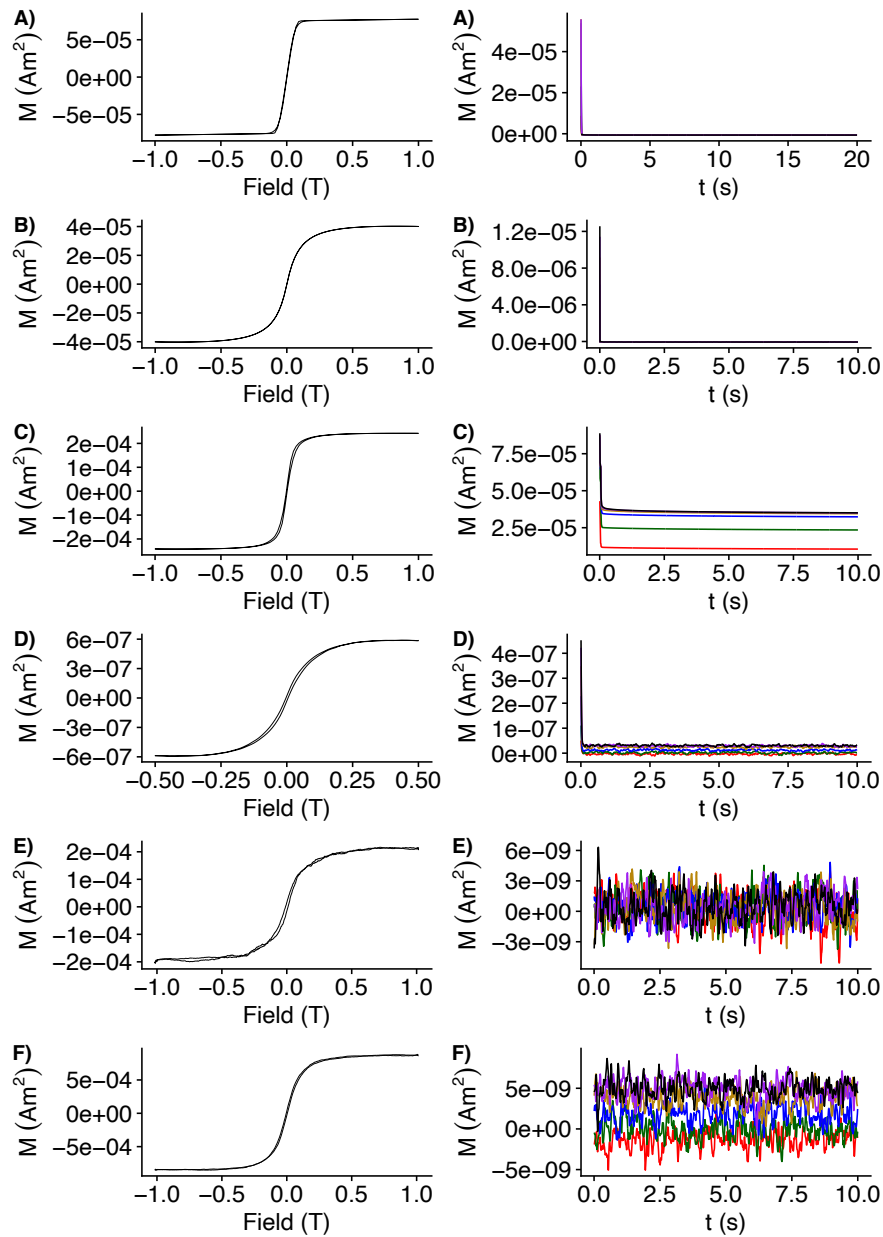 A)
M (Am²)
5e−05
0e+00
−5e−05
−1.0 −0.5 0.0 0.5 1.0
Field (T)
A)
M (Am²)
4e−05
2e−05
0e+00
0 5 10 15 20
t (s)
B)
M (Am²)
4e−05
2e−05
0e+00
−2e−05
−4e−05
−1.0 −0.5 0.0 0.5 1.0
Field (T)
B)
M (Am²)
1.2e−05
8.0e−06
4.0e−06
0.0e+00
0.0 2.5 5.0 7.5 10.0
t (s)
C)
M (Am²)
2e−04
1e−04
0e+00
−1e−04
−2e−04
−1.0 −0.5 0.0 0.5 1.0
Field (T)
C)
M (Am²)
7.5e−05
5.0e−05
2.5e−05
0.0 2.5 5.0 7.5 10.0
t (s)
D)
M (Am²)
6e−07
3e−07
0e+00
−3e−07
−6e−07
−0.50 −0.25 0.00 0.25 0.50
Field (T)
D)
M (Am²)
4e−07
3e−07
2e−07
1e−07
0e+00
0.0 2.5 5.0 7.5 10.0
t (s)
E)
M (Am²)
2e−04
1e−04
0e+00
−1e−04
−2e−04
−1.0 −0.5 0.0 0.5 1.0
Field (T)
E)
M (Am²)
6e−09
3e−09
0e+00
−3e−09
0.0 2.5 5.0 7.5 10.0
t (s)
F)
M (Am²)
5e−04
0e+00
−5e−04
−1.0 −0.5 0.0 0.5 1.0
Field (T)
F)
M (Am²)
5e−09
0e+00
−5e−09
0.0 2.5 5.0 7.5 10.0
t (s)